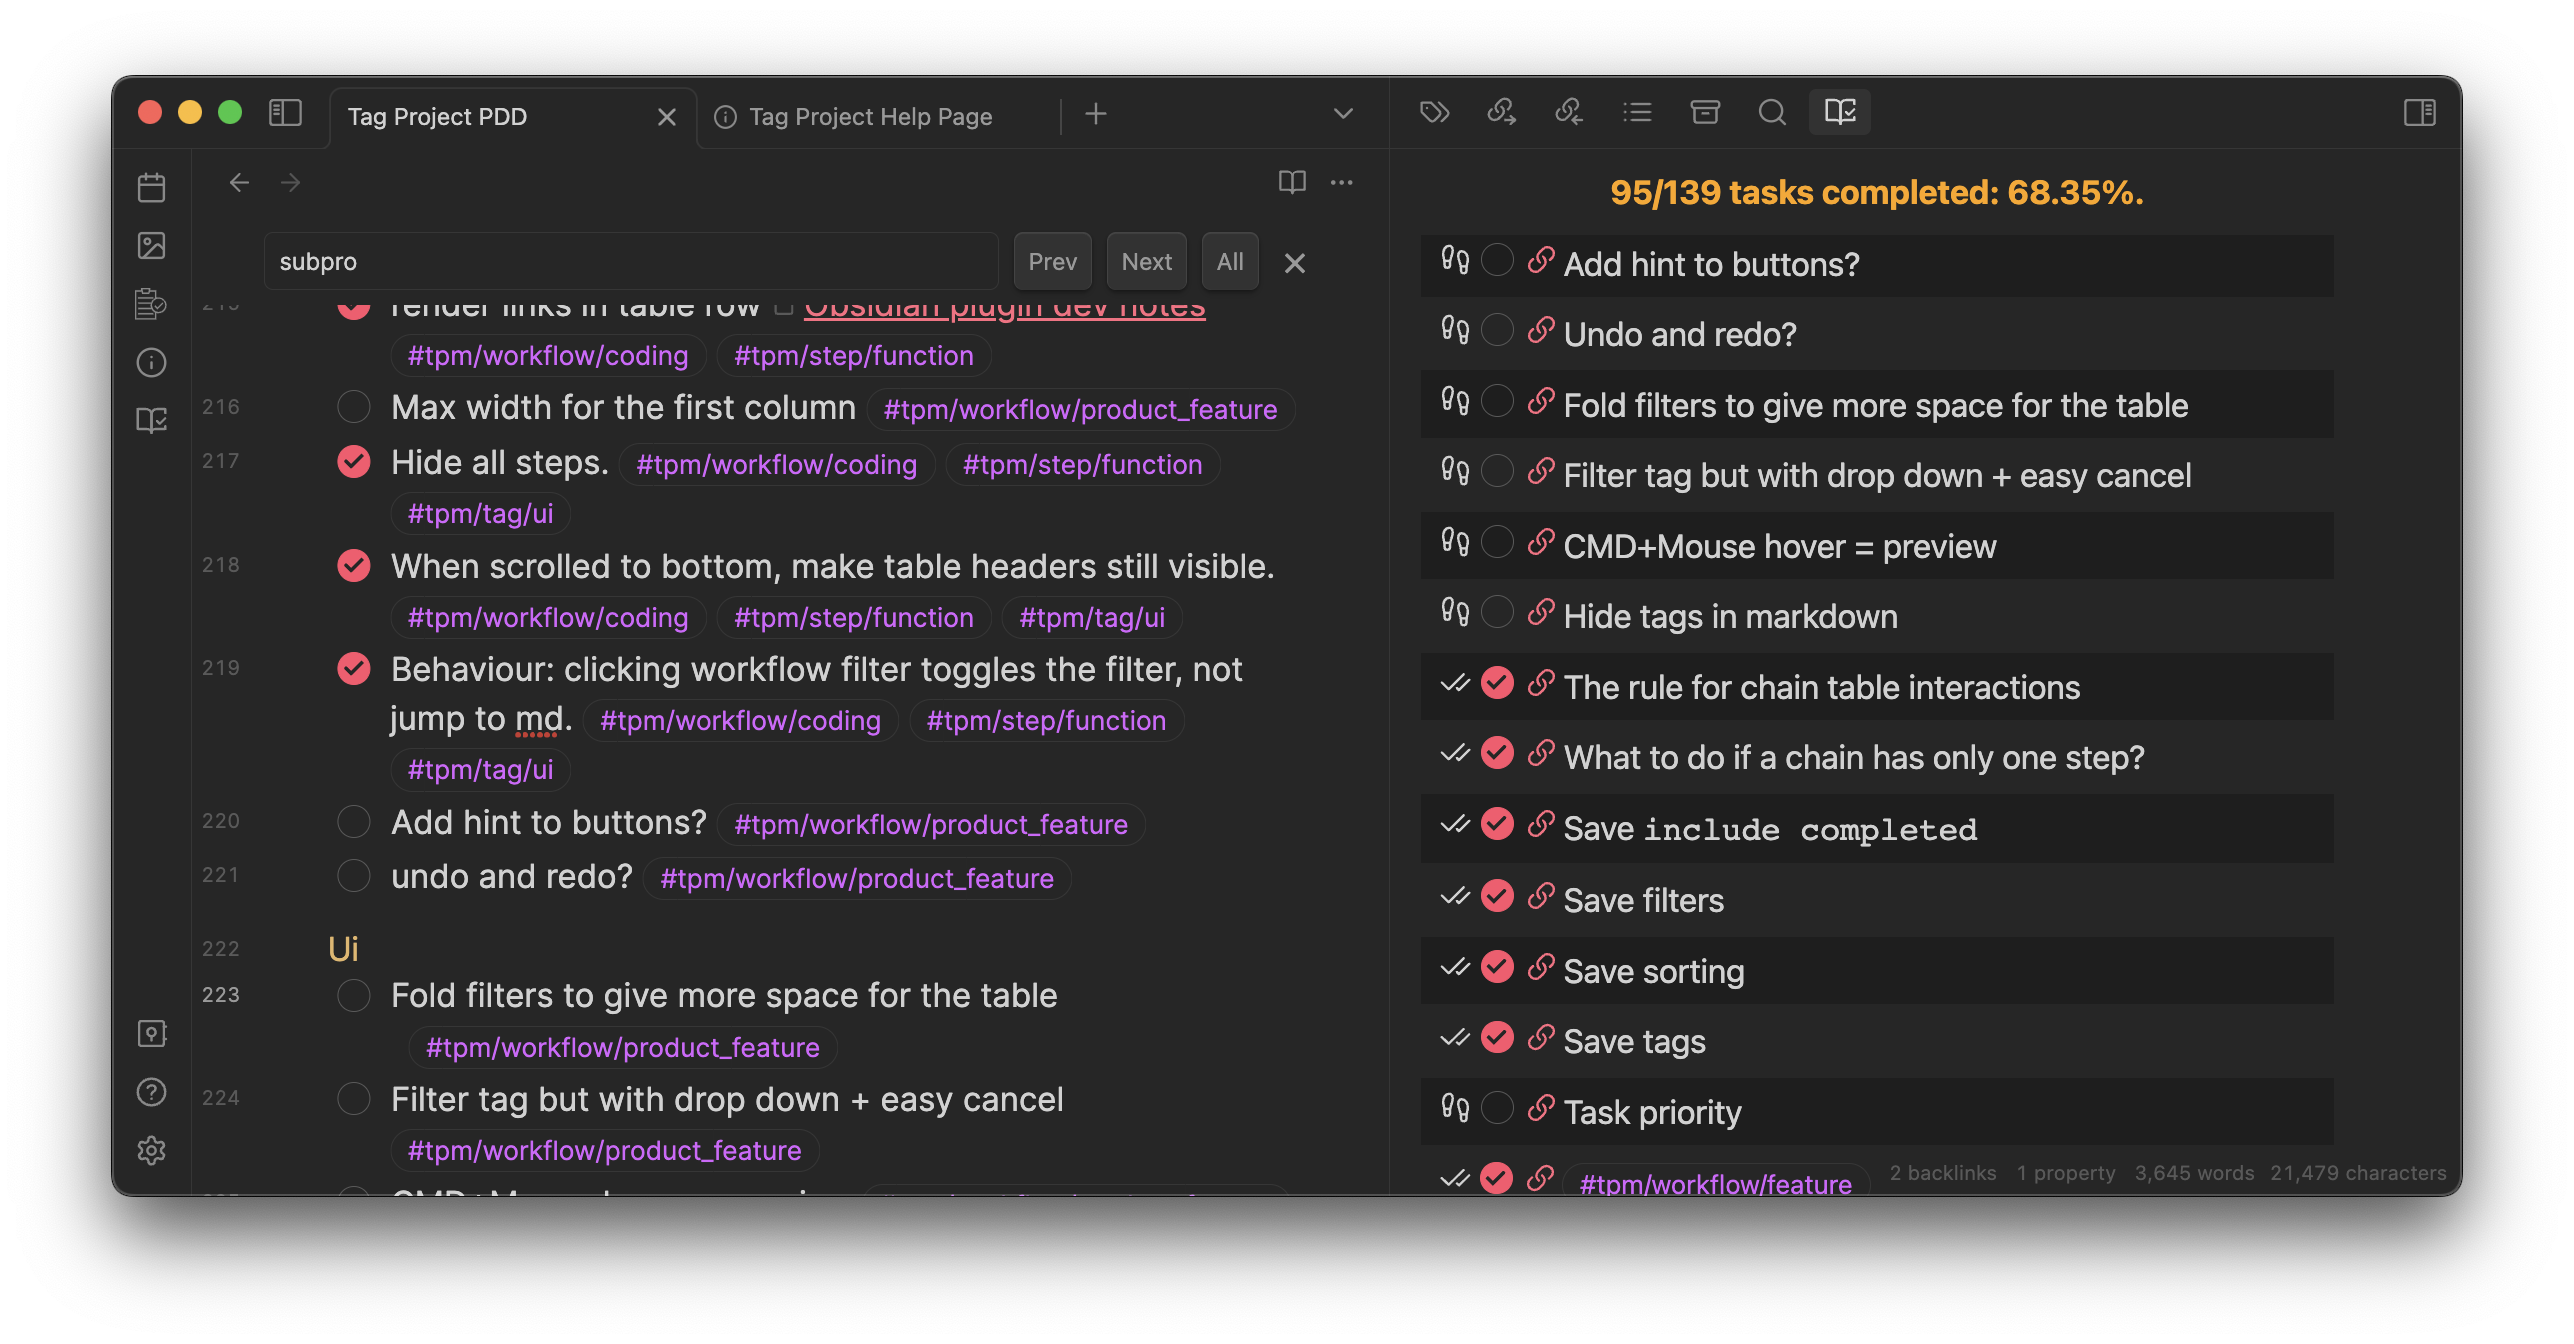 Tag Project PDD
Tag Project Help Page
subpro
Prev
Next
All
215
render links in table row Obsidian plugin dev notes
#tpm/workflow/coding #tpm/step/function
216
Max width for the first column #tpm/workflow/product_feature
217
Hide all steps. #tpm/workflow/coding #tpm/step/function
#tpm/tag/ui
218
When scrolled to bottom, make table headers still visible.
#tpm/workflow/coding #tpm/step/function #tpm/tag/ui
219
Behaviour: clicking workflow filter toggles the filter, not
jump to md. #tpm/workflow/coding #tpm/step/function
#tpm/tag/ui
220
Add hint to buttons? #tpm/workflow/product_feature
221
undo and redo? #tpm/workflow/product_feature
222
Ui
223
Fold filters to give more space for the table
#tpm/workflow/product_feature
224
Filter tag but with drop down + easy cancel
#tpm/workflow/product_feature
95/139 tasks completed: 68.35%.
Add hint to buttons?
Undo and redo?
Fold filters to give more space for the table
Filter tag but with drop down + easy cancel
CMD+Mouse hover = preview
Hide tags in markdown
The rule for chain table interactions
What to do if a chain has only one step?
Save include completed
Save filters
Save sorting
Save tags
Task priority
#tpm/workflow/feature
2 backlinks 1 property 3,645 words 21,479 characters